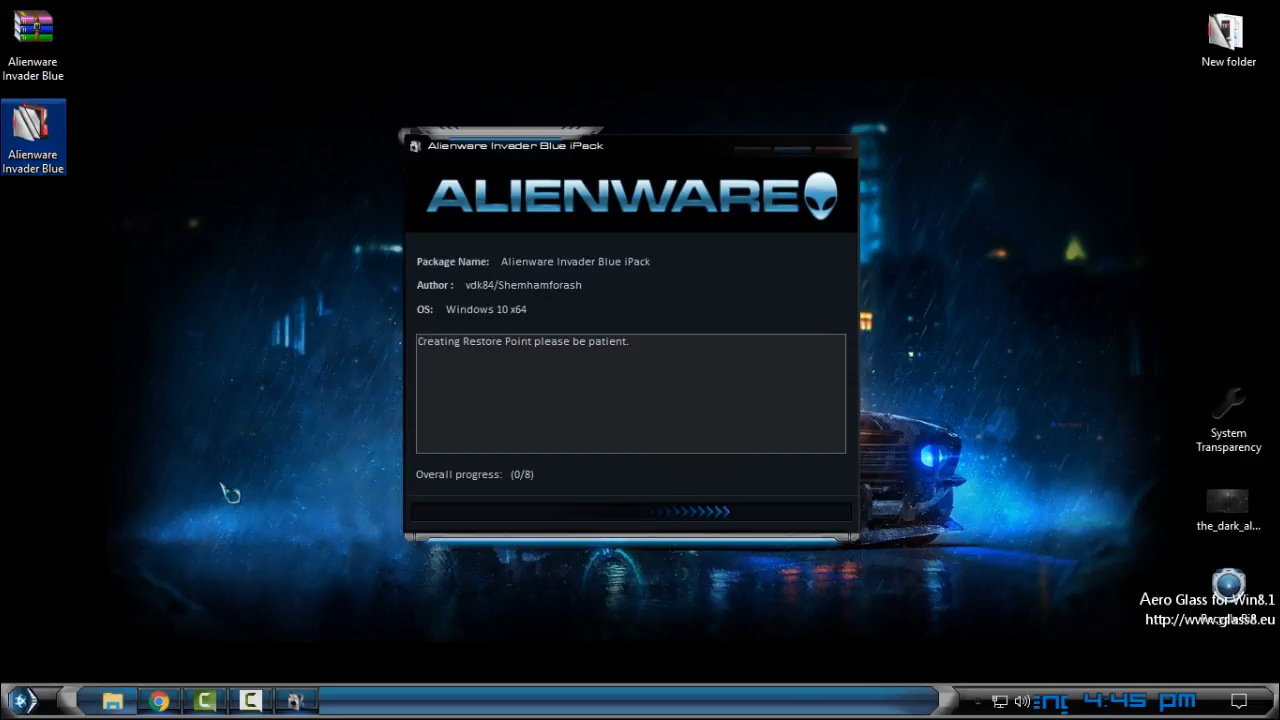 Alienware
Invader Blue
Alienware
Invader Blue
New folder
Alienware Invader Blue iPack
ALIENWARE
Package Name: Alienware Invader Blue iPack
Author : vdk84/Shemhamforash
OS: Windows 10 x64
Creating Restore Point please be patient.
Overall progress: (0/8)
System
Transparency
the_dark_al...
Aero Glass for Win8.1
http://www.glass8.eu
4:45 pm